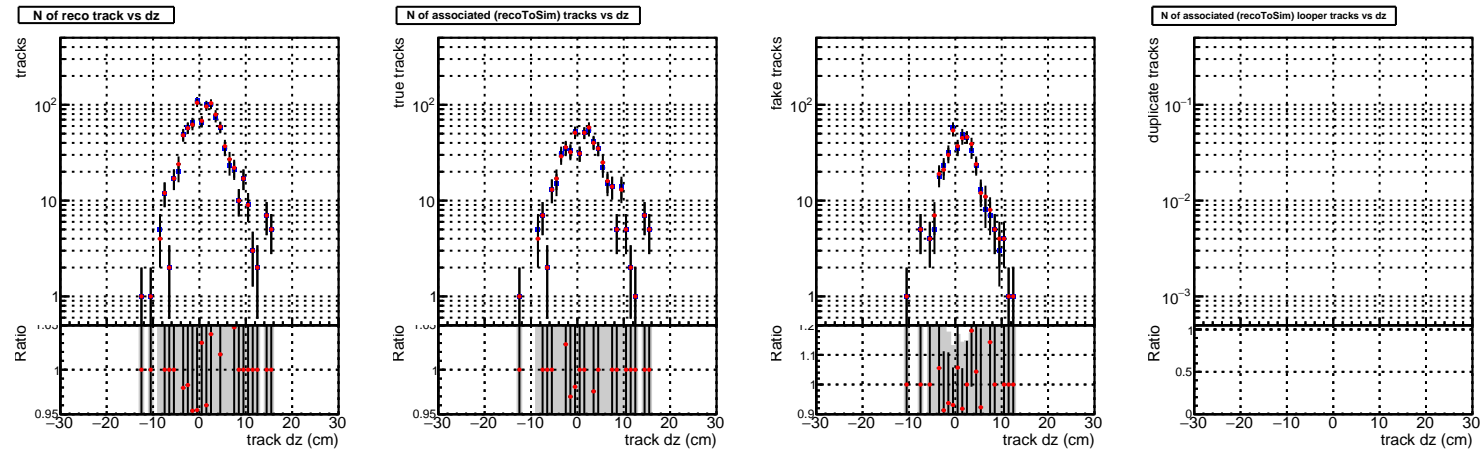 N of reco track vs dz
tracks
10²
10
1
Ratio
1.05
1
0.95
−30 −20 −10 0 10 20 30
track dz (cm)
N of associated (recoToSim) tracks vs dz
true tracks
10²
10
1
Ratio
1.05
1
0.95
−30 −20 −10 0 10 20 30
track dz (cm)
fake tracks
10²
10
1
Ratio
1.2
1.1
1
0.9
−30 −20 −10 0 10 20 30
track dz (cm)
N of associated (recoToSim) looper tracks vs dz
duplicate tracks
10⁻¹
10⁻²
10⁻³
Ratio
1
0.5
0
−30 −20 −10 0 10 20 30
track dz (cm)